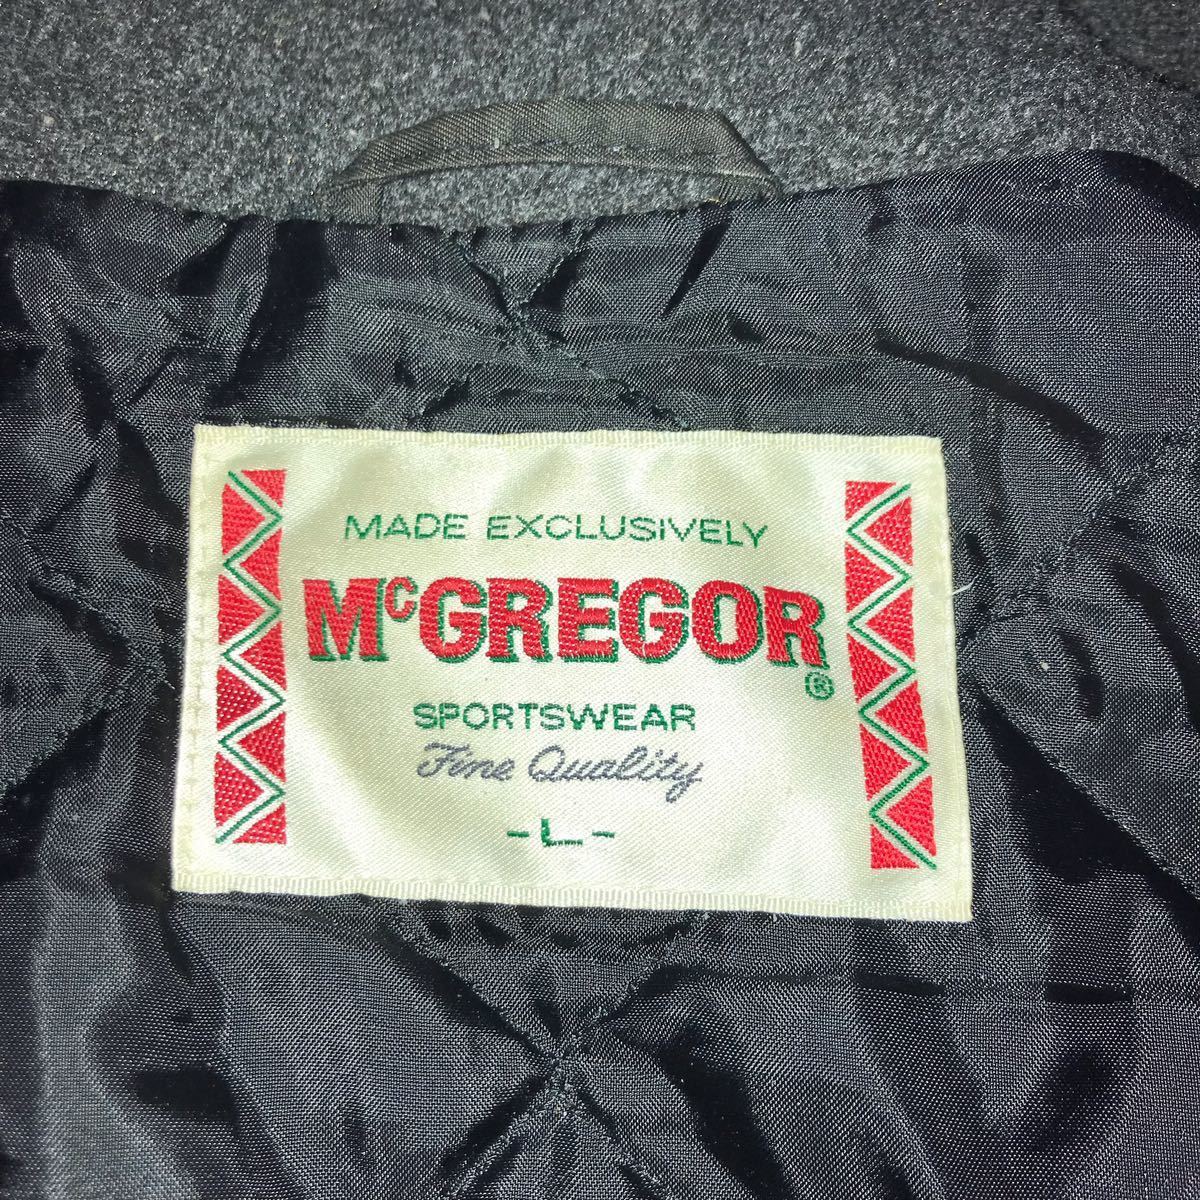 MADE EXCLUSIVELY
McGREGOR®
SPORTSWEAR
Fine Quality
-L-